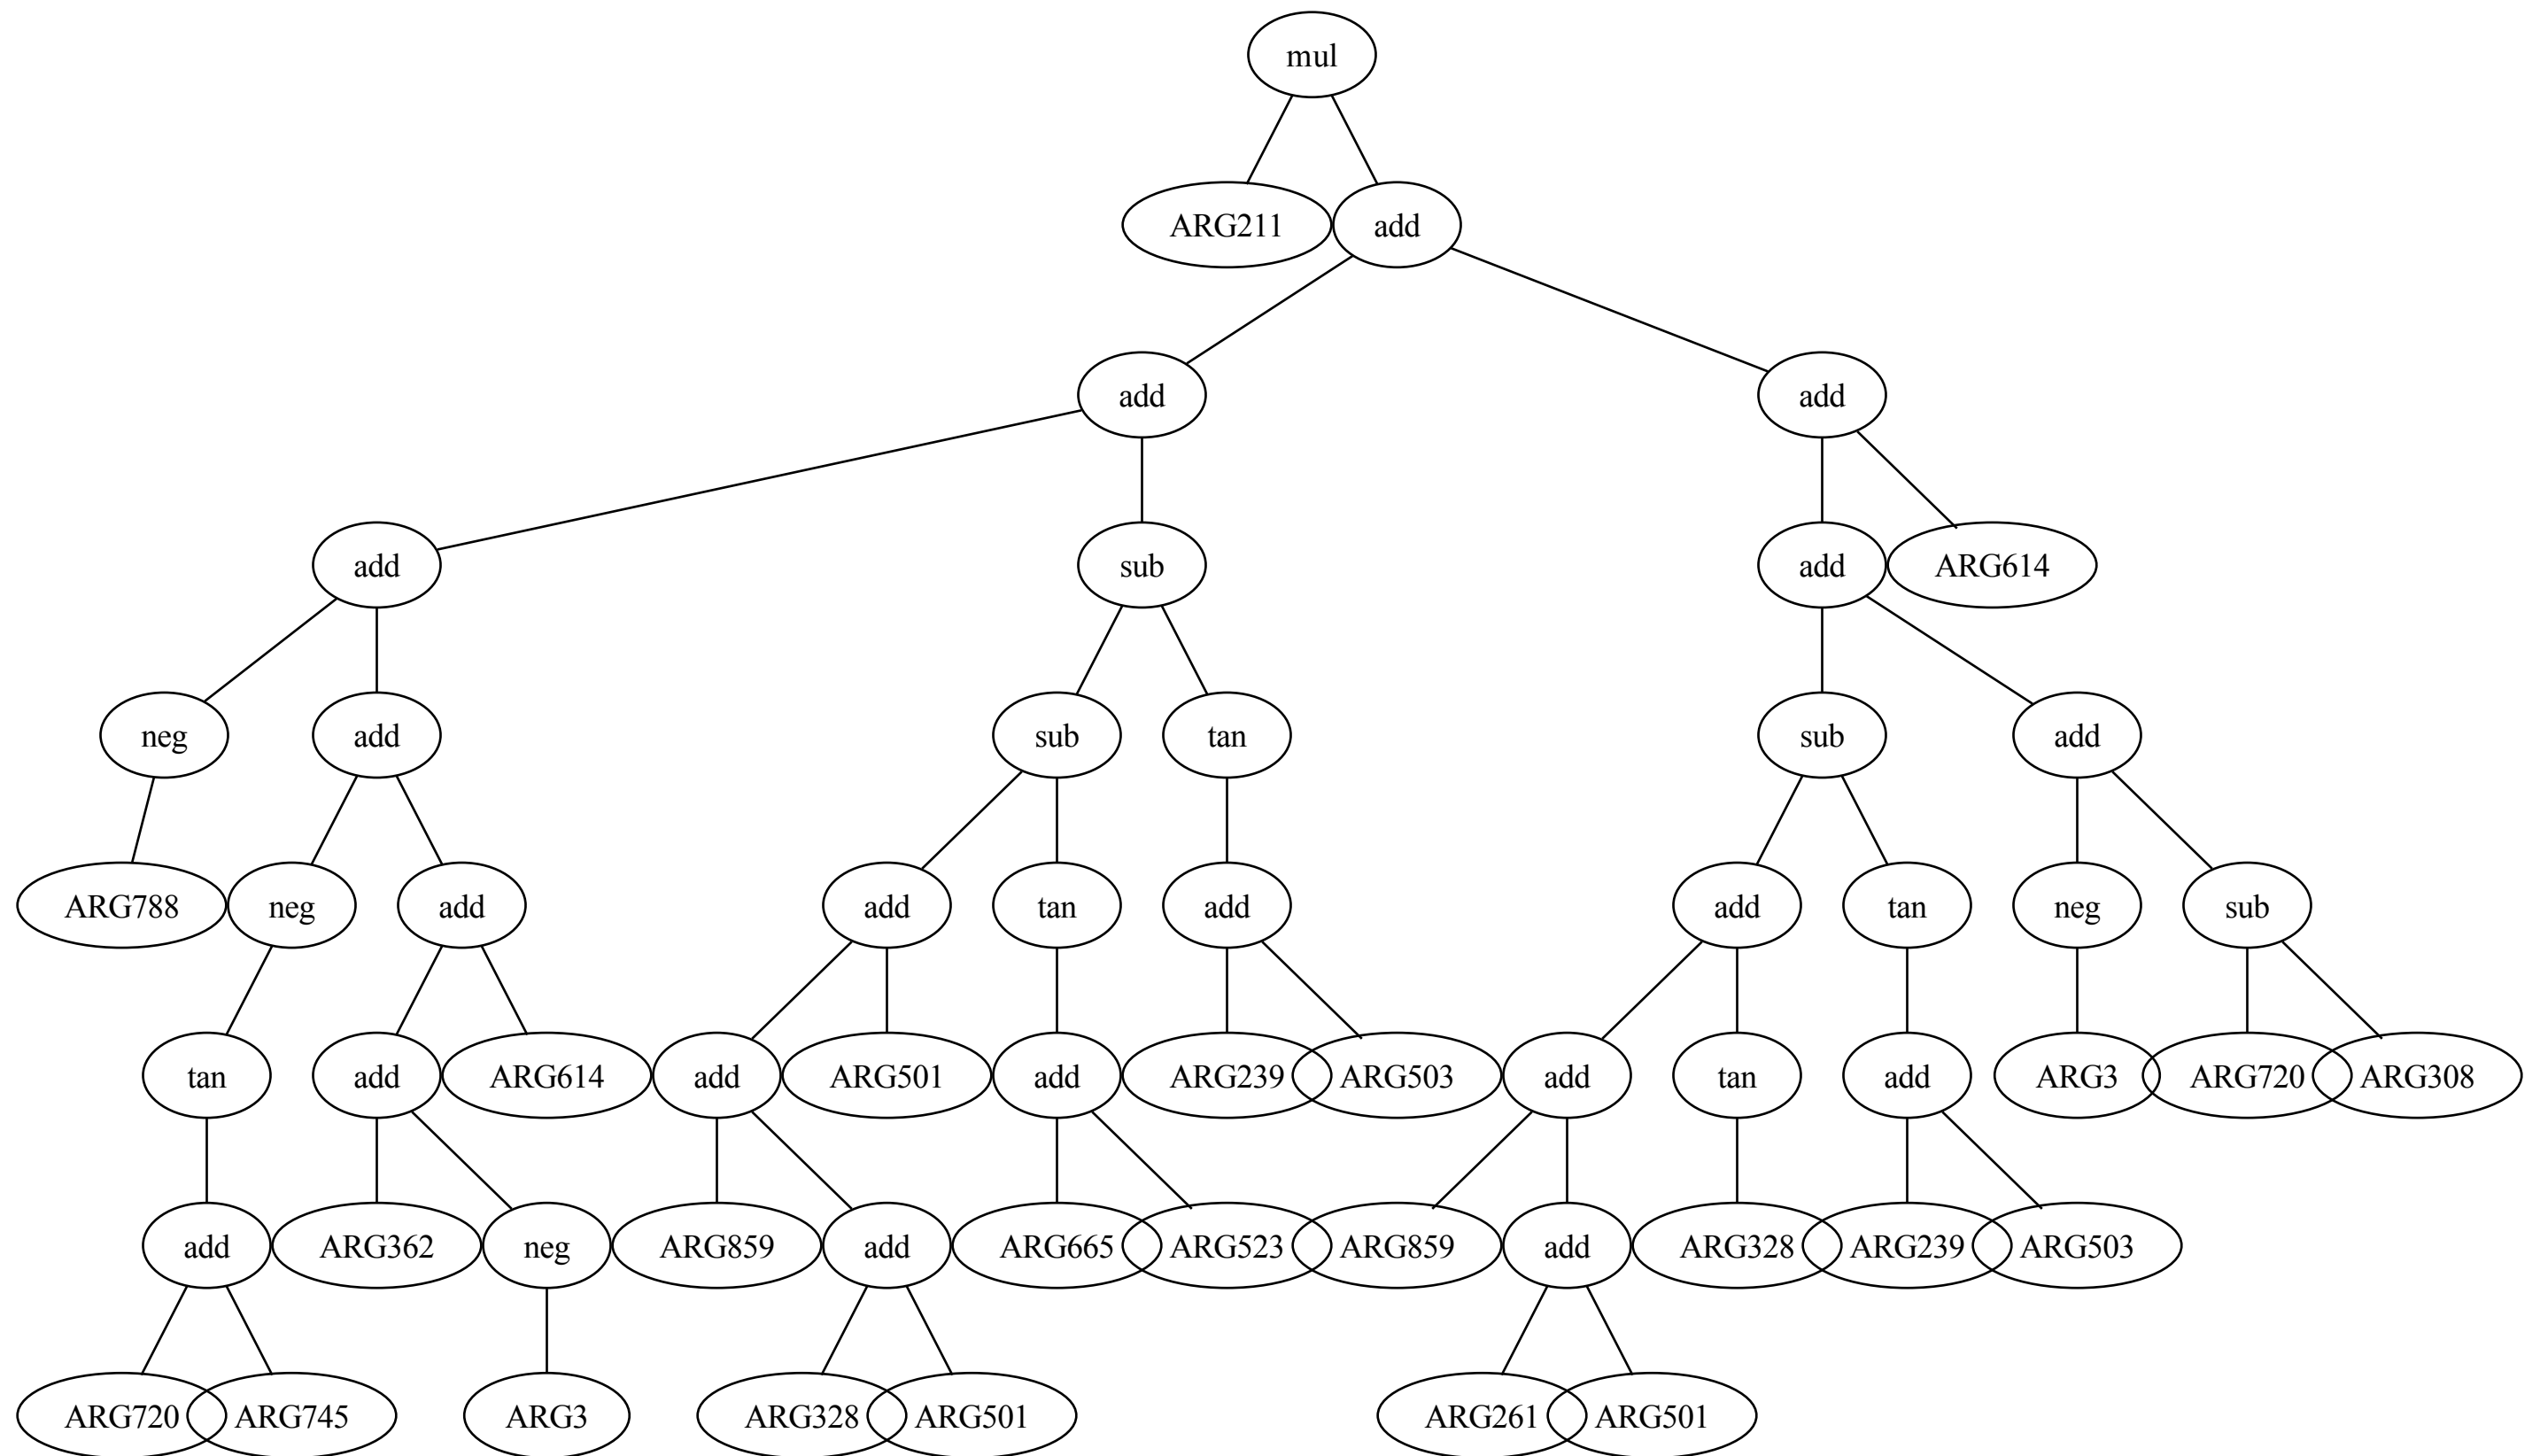 mul
ARG211 add
add add
add sub add ARG614
neg add sub tan sub add
ARG788 neg add add tan add add tan neg sub
tan add ARG614 add ARG501 add ARG239 ARG503 add tan add ARG3 ARG720 ARG308
add ARG362 neg ARG859 add ARG665 ARG523 ARG859 add ARG328 ARG239 ARG503
ARG720 ARG745 ARG3 ARG328 ARG501 ARG261 ARG501